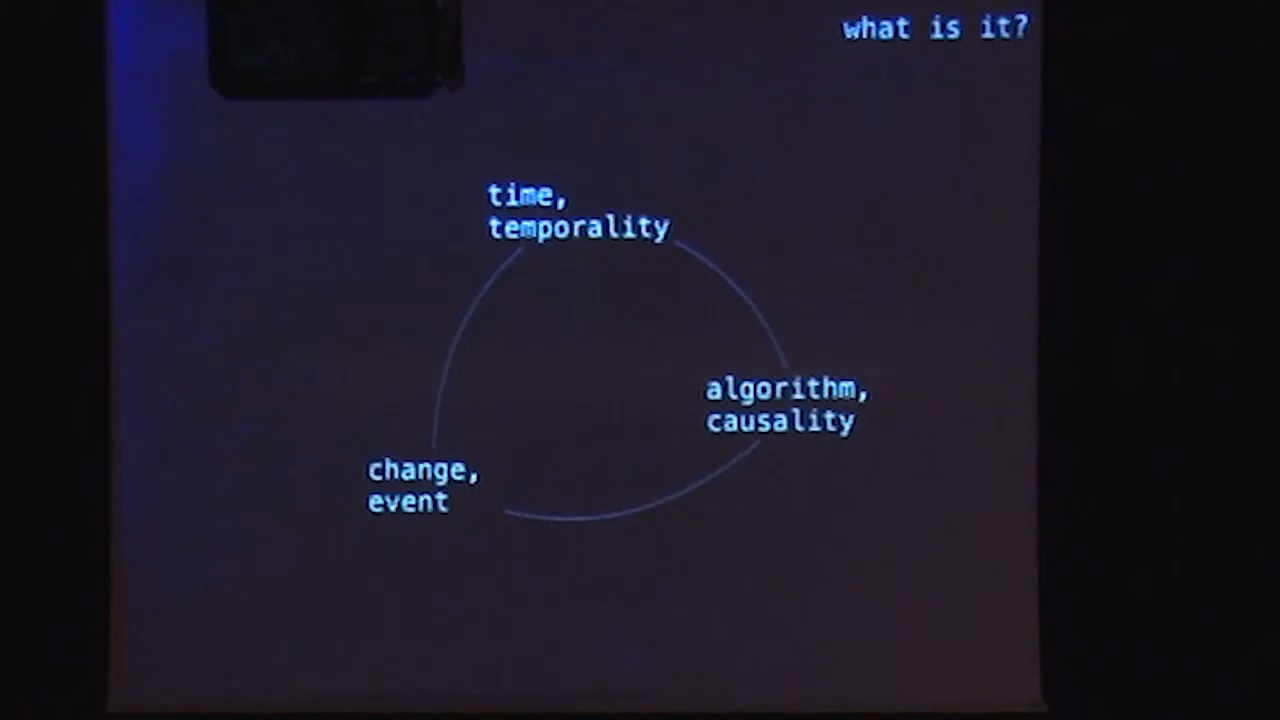 what is it?
time,
temporality
algorithm,
causality
change,
event